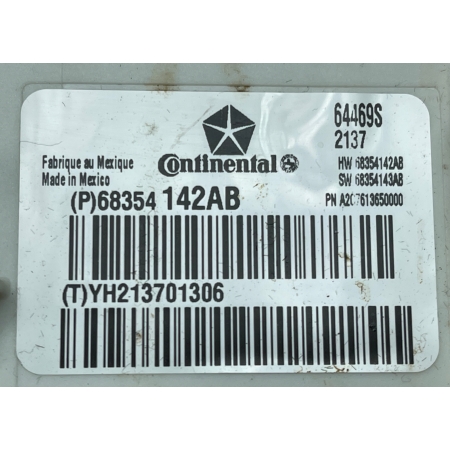 64469S
2137
Fabrique au Mexique
Made in Mexico
Continental
HW 68354142AB
SW 68354143AB
(P)68354 142AB
PN A2C7613650000
(T)YH213701306